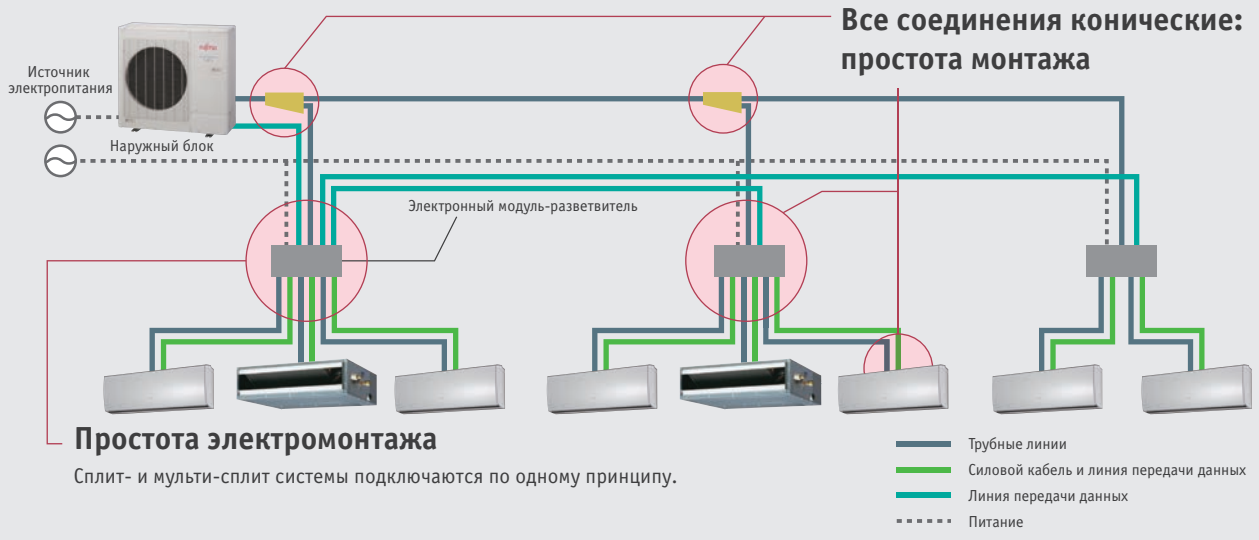 Все соединения конические:
простота монтажа
Источник
электропитания
FUJITSU
Наружный блок
Электронный модуль-разветвитель
Простота электромонтажа
Сплит- и мульти-сплит системы подключаются по одному принципу.
Трубные линии
Силовой кабель и линия передачи данных
Линия передачи данных
Питание